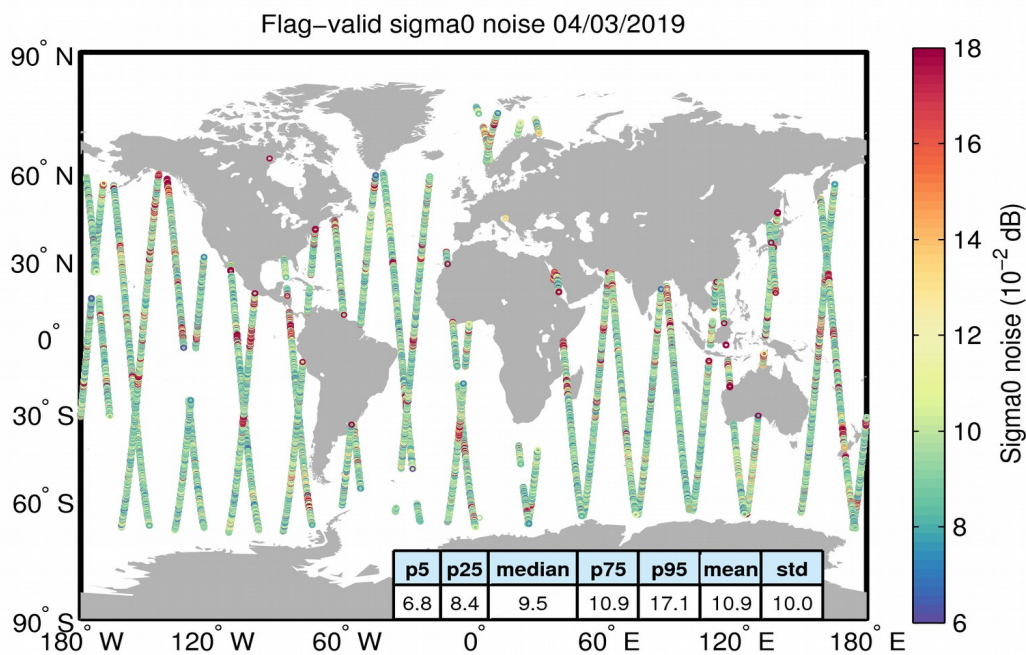 Flag−valid sigma0 noise 04/03/2019
90° N
60° N
30° N
0°
30° S
60° S
90° S
180° W
120° W
60° W
0°
60° E
120° E
180° E
p5 p25 median p75 p95 mean std
6.8 8.4 9.5 10.9 17.1 10.9 10.0
18
16
14
12
10
8
6
Sigma0 noise (10⁻² dB)